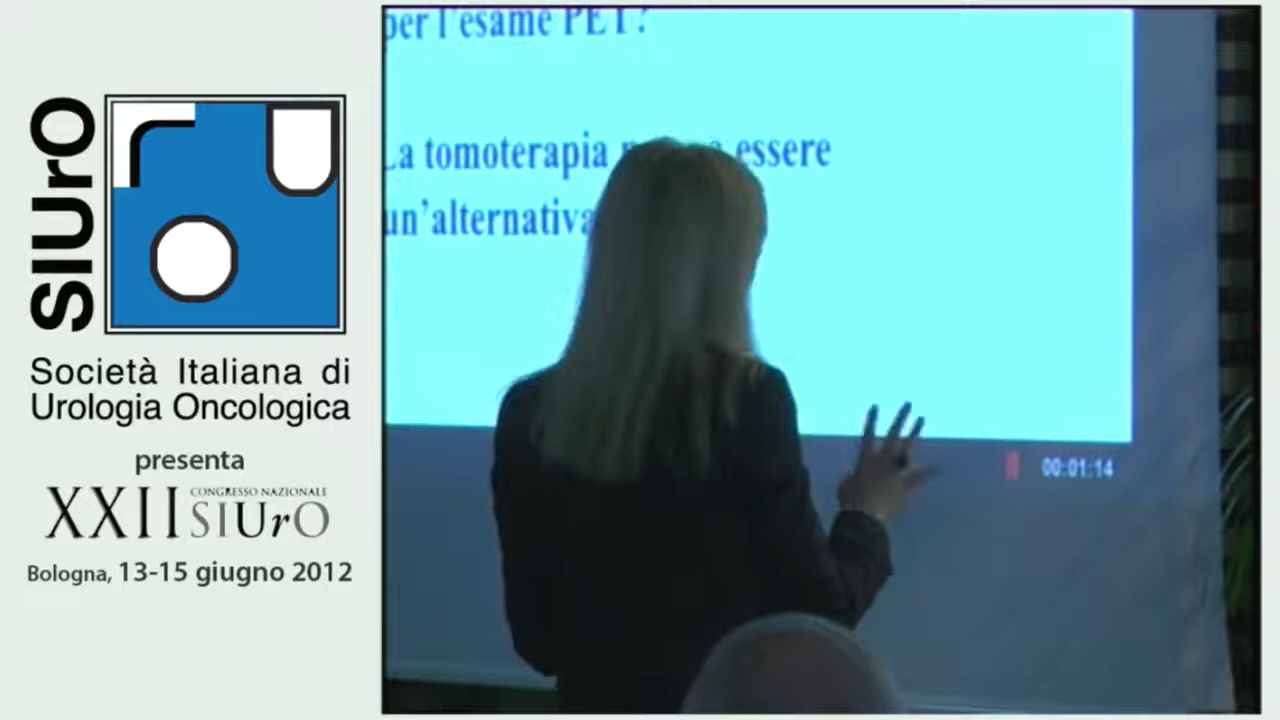 SIUrO
Società Italiana di
Urologia Oncologica
presenta
XXII CONGRESSO NAZIONALE
SIUrO
Bologna, 13-15 giugno 2012
per l'esame PET?
La tomoterapia essere
un'alternativa
00:01:14